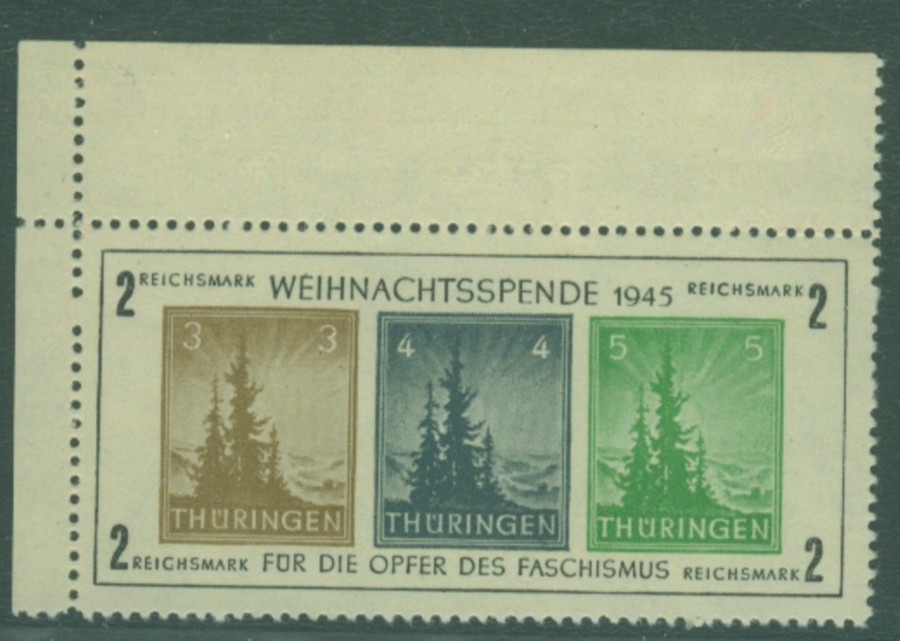 2 REICHSMARK WEIHNACHTSSPENDE 1945 REICHSMARK 2
3 3 4 4 5 5
THÜRINGEN THÜRINGEN THÜRINGEN
2 REICHSMARK FÜR DIE OPFER DES FASCHISMUS REICHSMARK 2